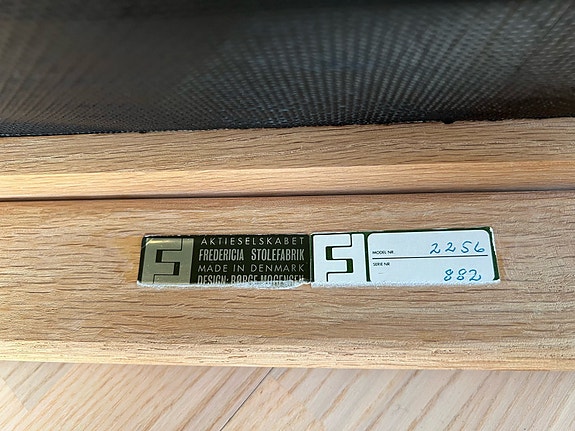 AKTIESELSKABET
FREDERICIA STOLEFABRIK
MADE IN DENMARK
DESIGN: BØRGE MOGENSEN
MODEL NR. 2256
SERIE NR. 882